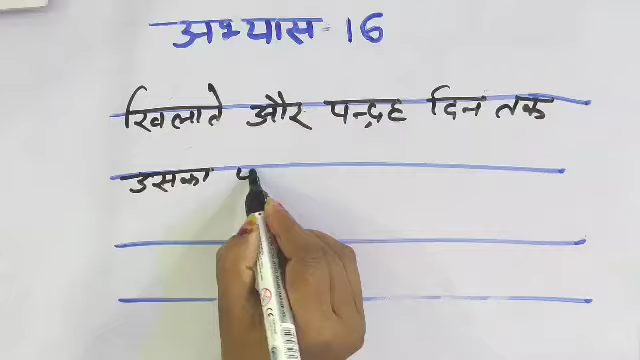 अभ्यास - 16
खिलाते और पन्द्रह दिन तक
उसका